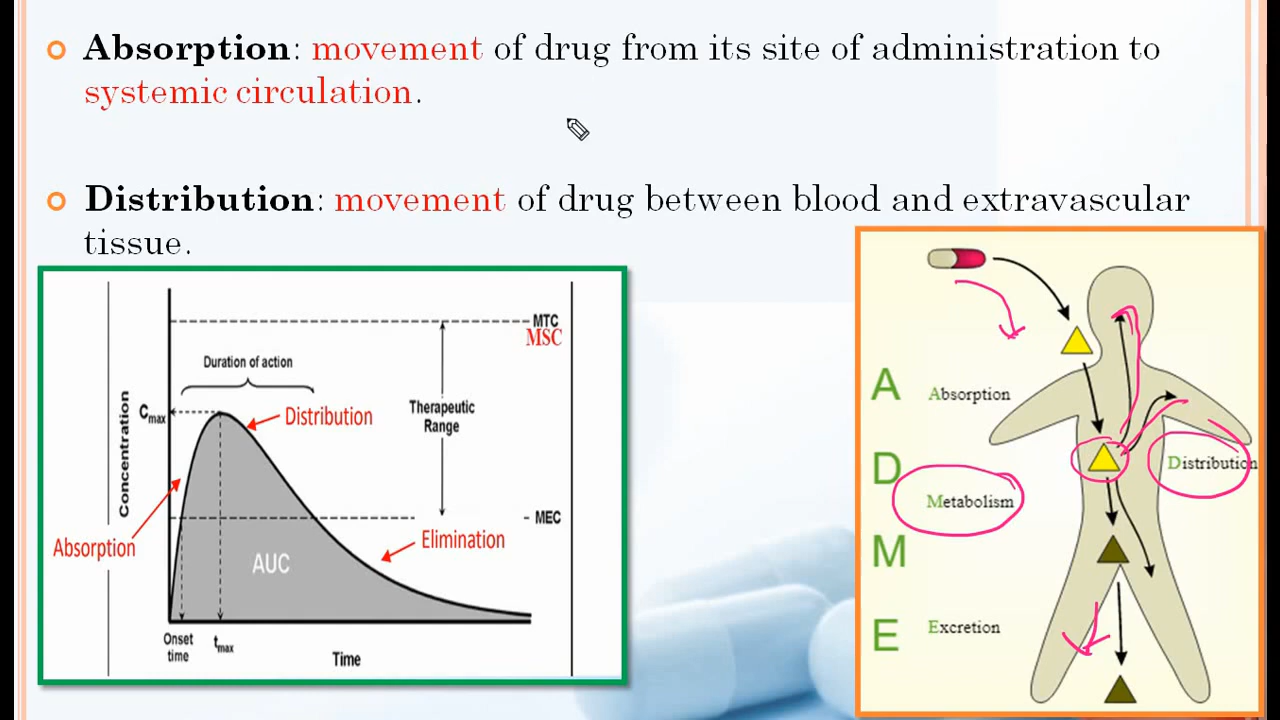 Absorption: movement of drug from its site of administration to
systemic circulation.
Distribution: movement of drug between blood and extravascular
tissue.
MTC
MSC
Duration of action
Cmax
Distribution
Therapeutic
Range
Concentration
MEC
Absorption
Elimination
AUC
Onset
time
tmax
Time
A
Absorption
D
Distribution
Metabolism
M
E
Excretion